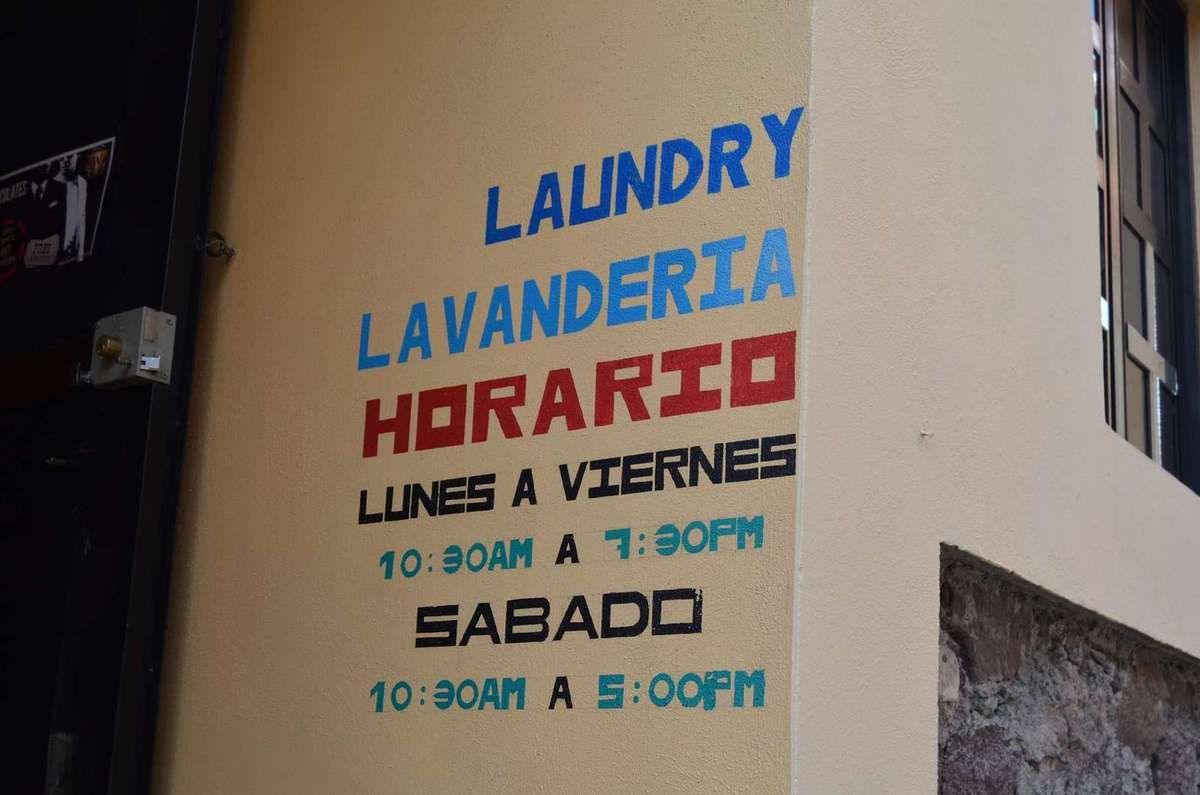 LAUNDRY
LAVANDERIA
HORARIO
LUNES A VIERNES
10:30AM A 7:30PM
SABADO
10:30AM A 5:00PM